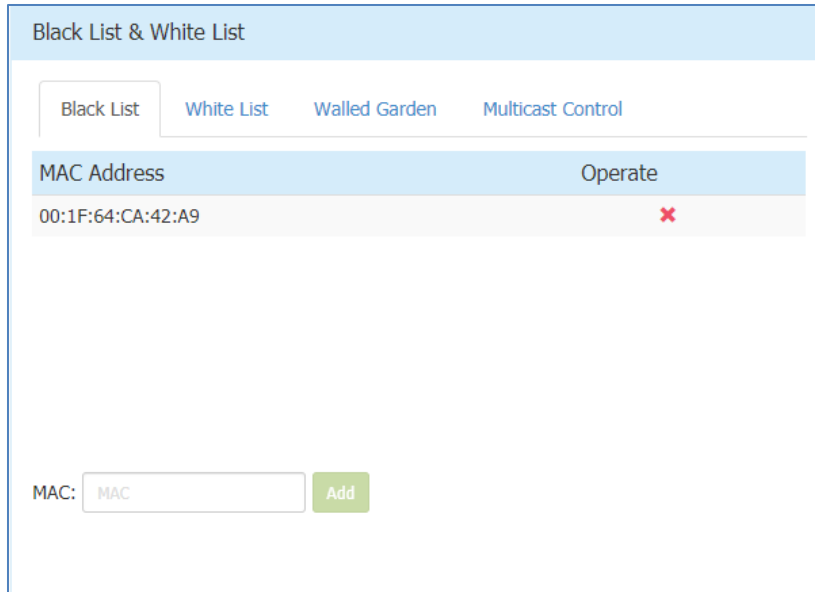 Black List & White List
Black List White List Walled Garden Multicast Control
MAC Address Operate
00:1F:64:CA:42:A9
MAC: MAC Add